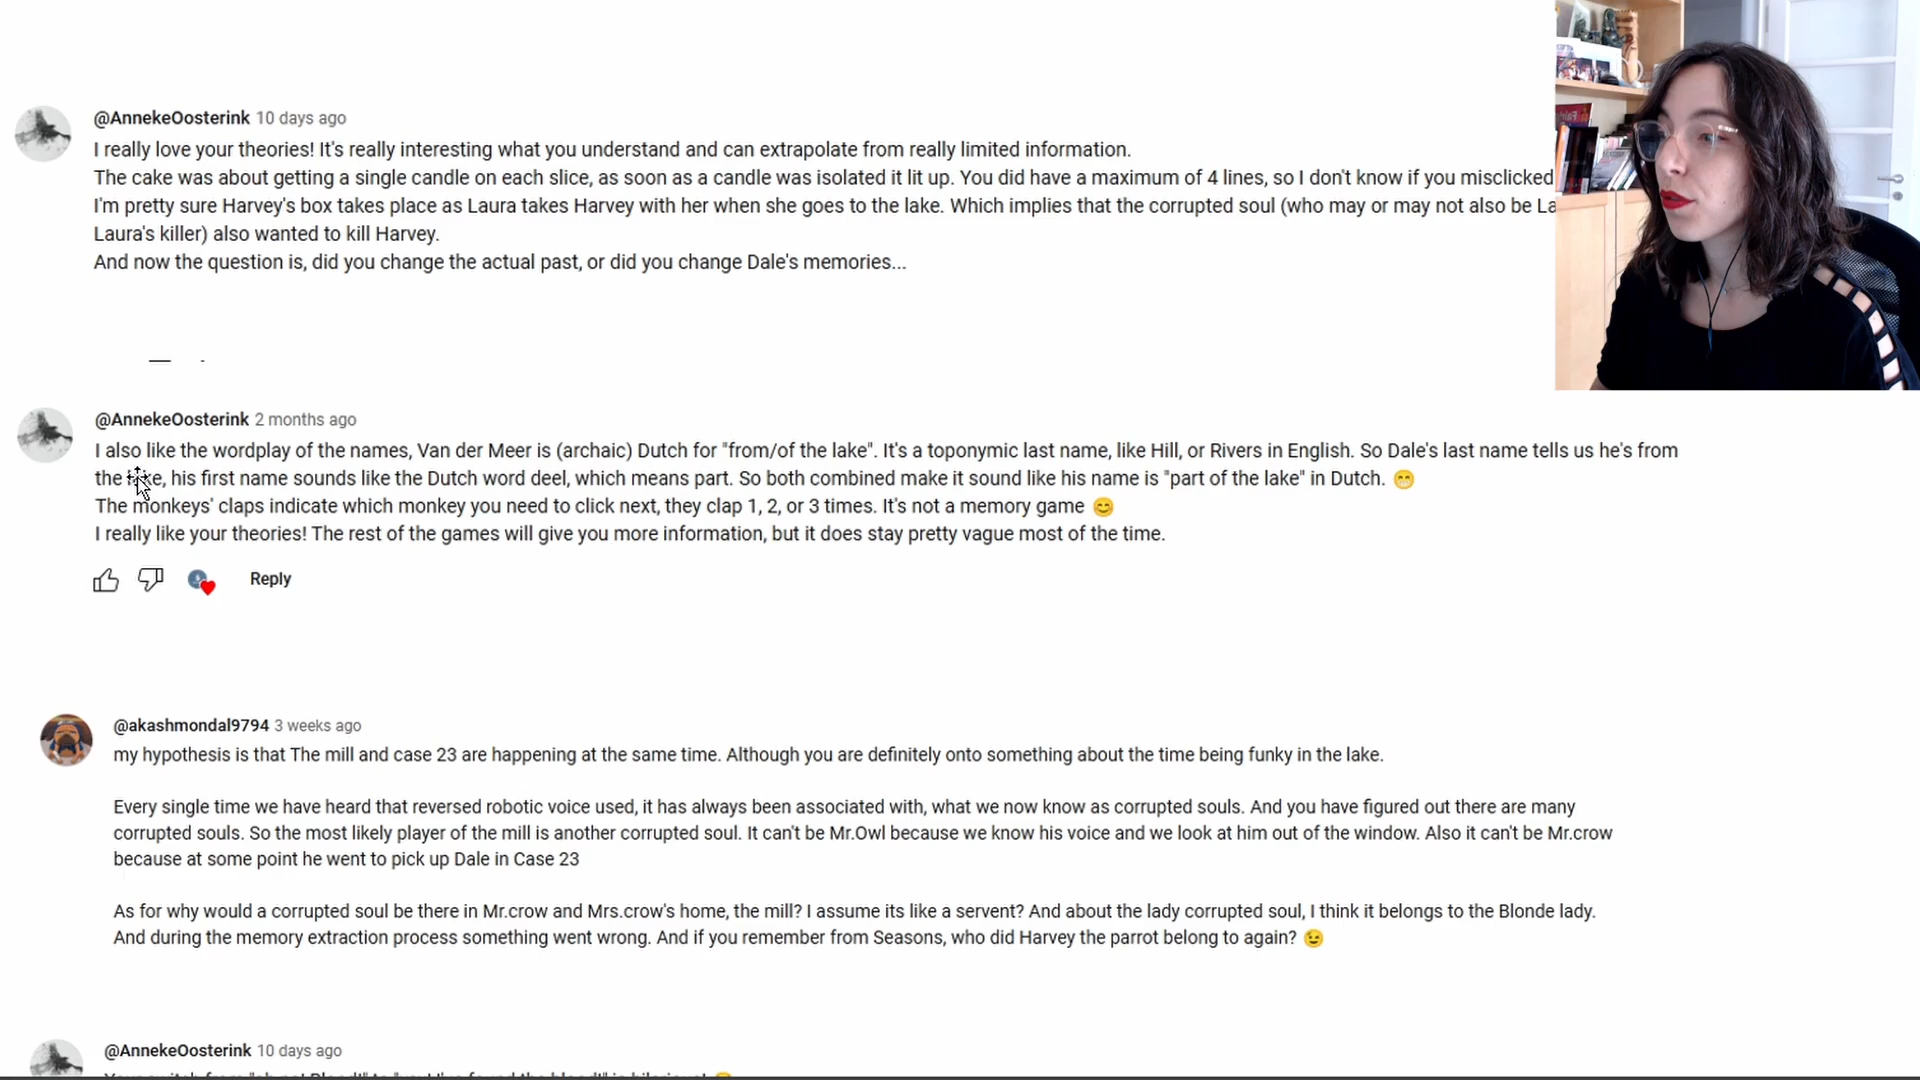 @AnnekeOosterink 10 days ago
I really love your theories! It's really interesting what you understand and can extrapolate from really limited information.
The cake was about getting a single candle on each slice, as soon as a candle was isolated it lit up. You did have a maximum of 4 lines, so I don't know if you misclicked
I'm pretty sure Harvey's box takes place as Laura takes Harvey with her when she goes to the lake. Which implies that the corrupted soul (who may or may not also be La
Laura's killer) also wanted to kill Harvey.
And now the question is, did you change the actual past, or did you change Dale's memories...
@AnnekeOosterink 2 months ago
I also like the wordplay of the names, Van der Meer is (archaic) Dutch for "from/of the lake". It's a toponymic last name, like Hill, or Rivers in English. So Dale's last name tells us he's from
the lake, his first name sounds like the Dutch word deel, which means part. So both combined make it sound like his name is "part of the lake" in Dutch. 😁
The monkeys' claps indicate which monkey you need to click next, they clap 1, 2, or 3 times. It's not a memory game 😊
I really like your theories! The rest of the games will give you more information, but it does stay pretty vague most of the time.
Reply
@akashmondal9794 3 weeks ago
my hypothesis is that The mill and case 23 are happening at the same time. Although you are definitely onto something about the time being funky in the lake.
Every single time we have heard that reversed robotic voice used, it has always been associated with, what we now know as corrupted souls. And you have figured out there are many
corrupted souls. So the most likely player of the mill is another corrupted soul. It can't be Mr.Owl because we know his voice and we look at him out of the window. Also it can't be Mr.crow
because at some point he went to pick up Dale in Case 23
As for why would a corrupted soul be there in Mr.crow and Mrs.crow's home, the mill? I assume its like a servent? And about the lady corrupted soul, I think it belongs to the Blonde lady.
And during the memory extraction process something went wrong. And if you remember from Seasons, who did Harvey the parrot belong to again? 😉
@AnnekeOosterink 10 days ago